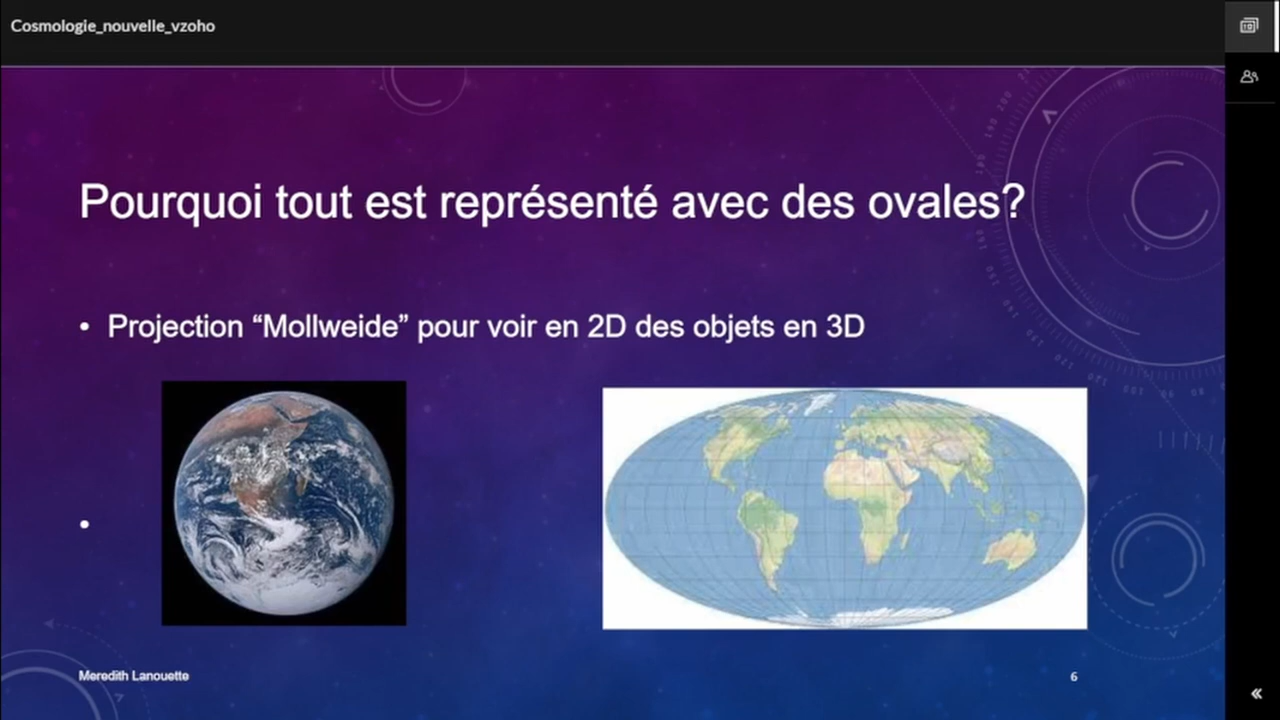 Cosmologie_nouvelle_vzoho
Pourquoi tout est représenté avec des ovales?
• Projection “Mollweide” pour voir en 2D des objets en 3D
•
Meredith Lanouette
6